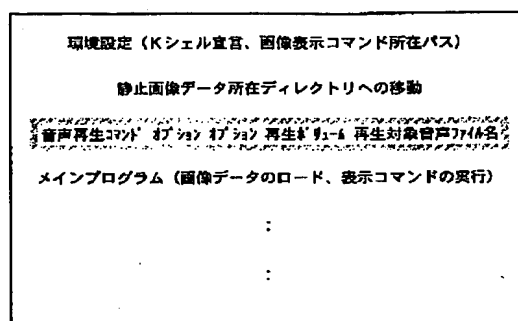 環境設定（Kシェル宣言、画像表示コマンド所在パス）
静止画像データ所在ディレクトリへの移動
音声再生コマンド オプション オプション 再生ボリューム 再生対象音声ファイル名
メインプログラム（画像データのロード、表示コマンドの実行）
:
: